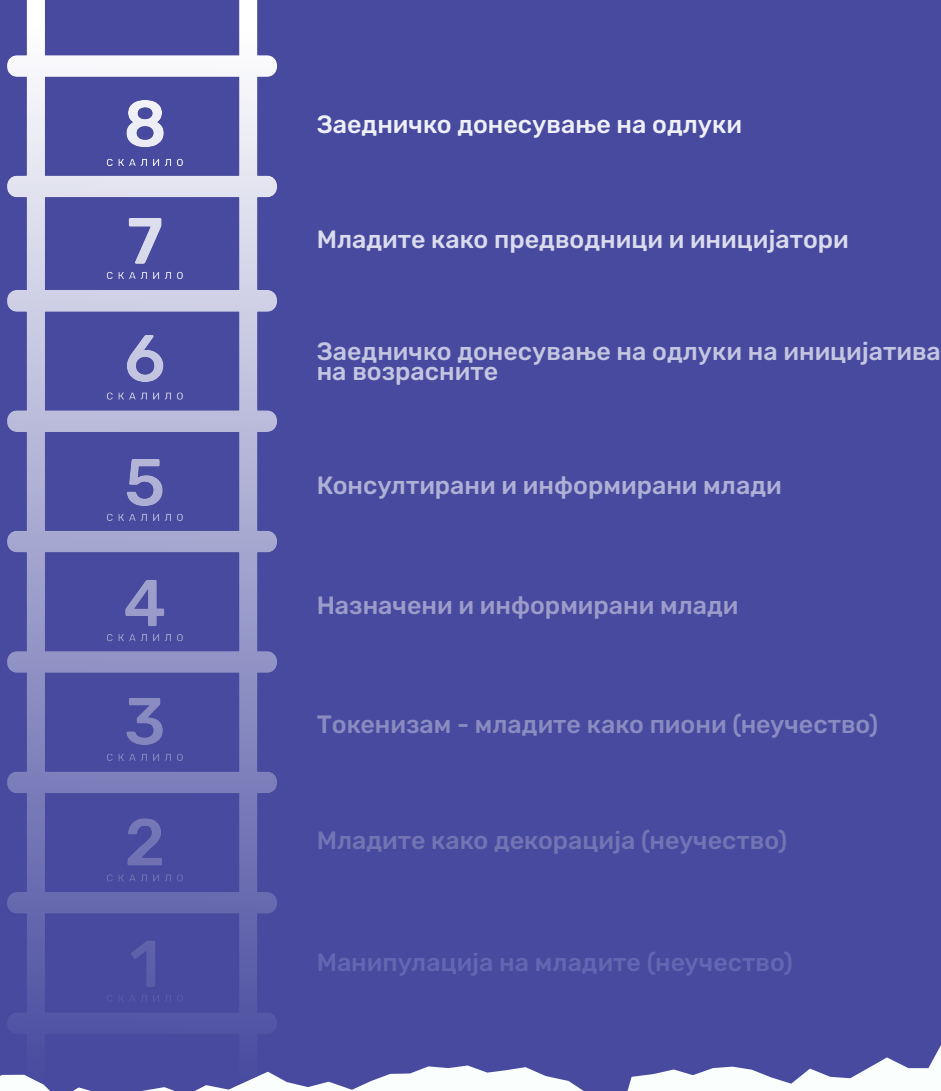 8
СКАЛИЛО
Заедничко донесување на одлуки
7
СКАЛИЛО
Младите како предводници и иницијатори
6
СКАЛИЛО
Заедничко донесување на одлуки на иницијатива
на возрасните
5
СКАЛИЛО
Консултирани и информирани млади
4
СКАЛИЛО
Назначени и информирани млади
3
СКАЛИЛО
Токенизам - младите како пиони (неучество)
2
СКАЛИЛО
Младите како декорација (неучество)
1
СКАЛИЛО
Манипулација на младите (неучество)